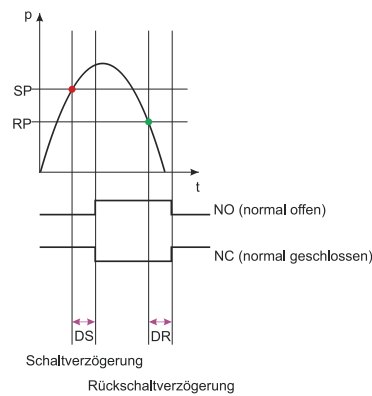 p
SP
RP
t
NO (normal offen)
NC (normal geschlossen)
DS DR
Schaltverzögerung
Rückschaltverzögerung